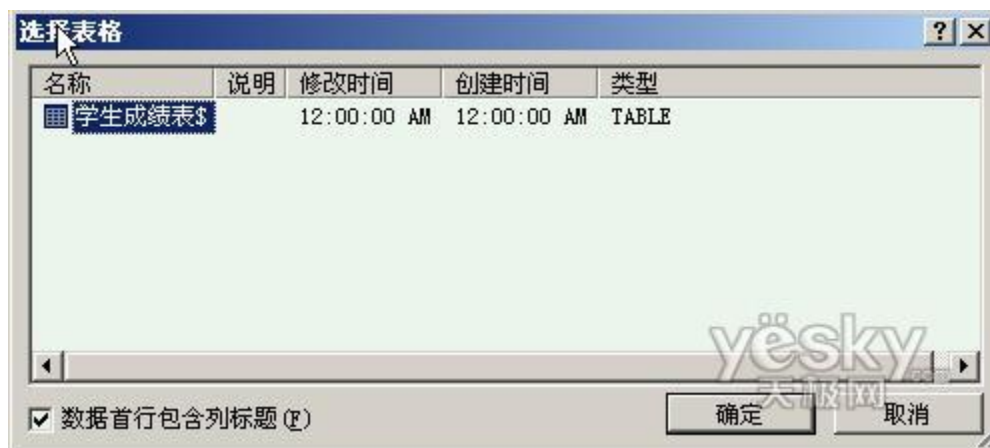 选择表格
名称 说明 修改时间 创建时间 类型
学生成绩表$ 12:00:00 AM 12:00:00 AM TABLE
yesky
.com
天极网
数据首行包含列标题(F) 确定 取消